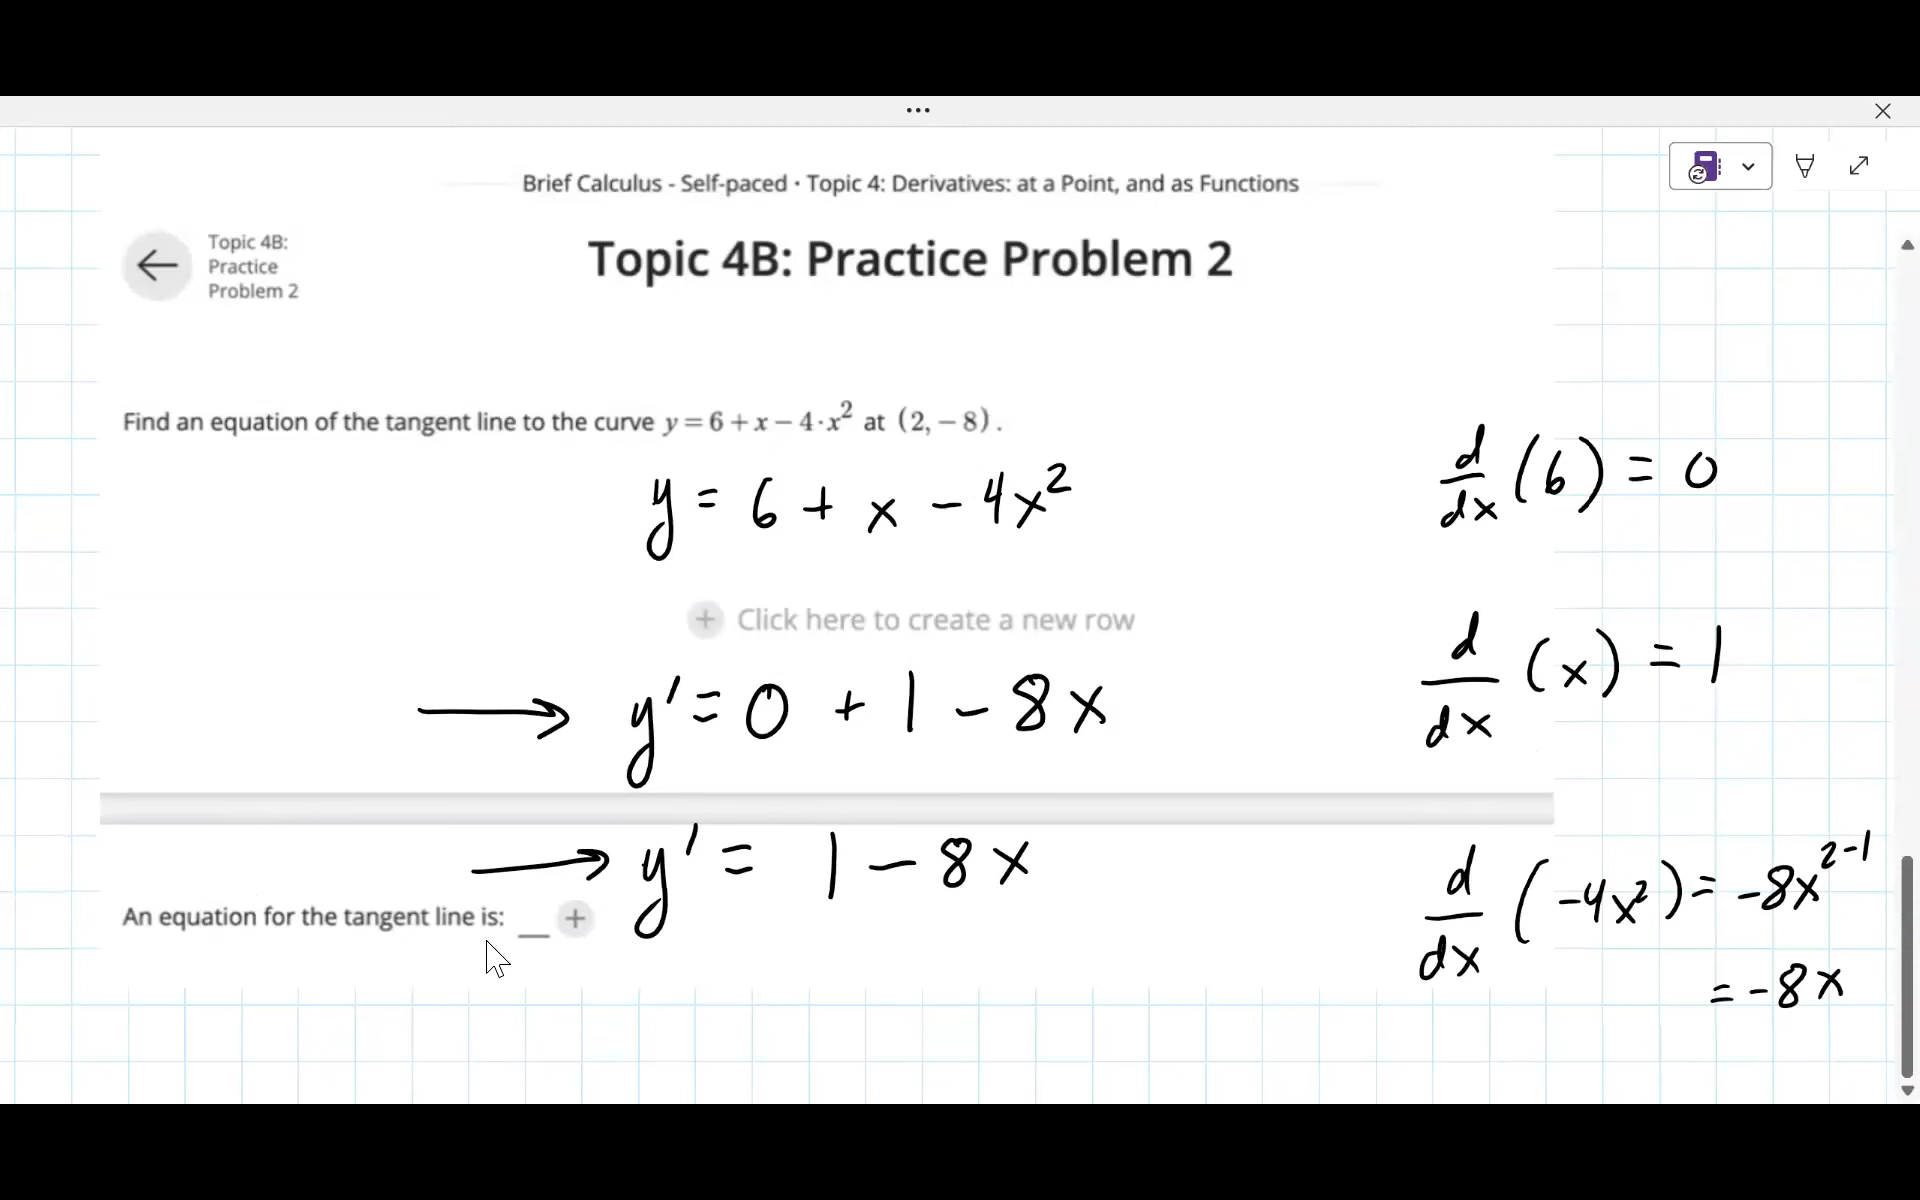 Brief Calculus - Self-paced · Topic 4: Derivatives: at a Point, and as Functions
Topic 4B:
Practice
Problem 2
Topic 4B: Practice Problem 2
Find an equation of the tangent line to the curve y = 6 + x − 4·x² at (2, − 8).
y = 6 + x − 4x²
Click here to create a new row
y' = 0 + 1 − 8x
y' = 1 − 8x
An equation for the tangent line is: __
d/dx (6) = 0
d/dx (x) = 1
d/dx (−4x²) = −8x²⁻¹
= −8x